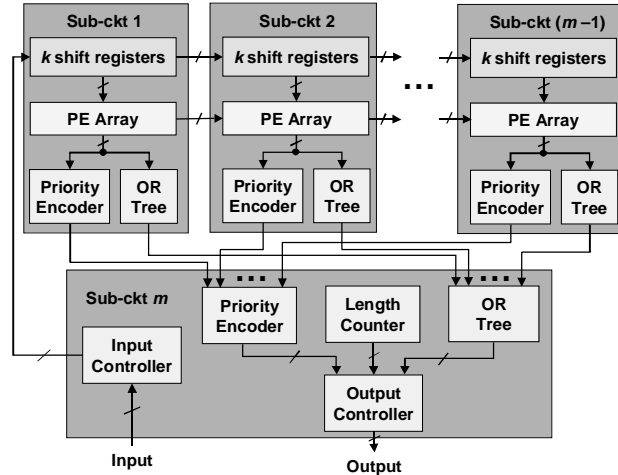 Sub-ckt 1
Sub-ckt 2
Sub-ckt (m –1)
k shift registers
k shift registers
k shift registers
...
PE Array
PE Array
PE Array
Priority
Encoder
OR
Tree
Priority
Encoder
OR
Tree
Priority
Encoder
OR
Tree
Sub-ckt m
...
...
Priority
Encoder
Length
Counter
OR
Tree
Input
Controller
Output
Controller
Input
Output